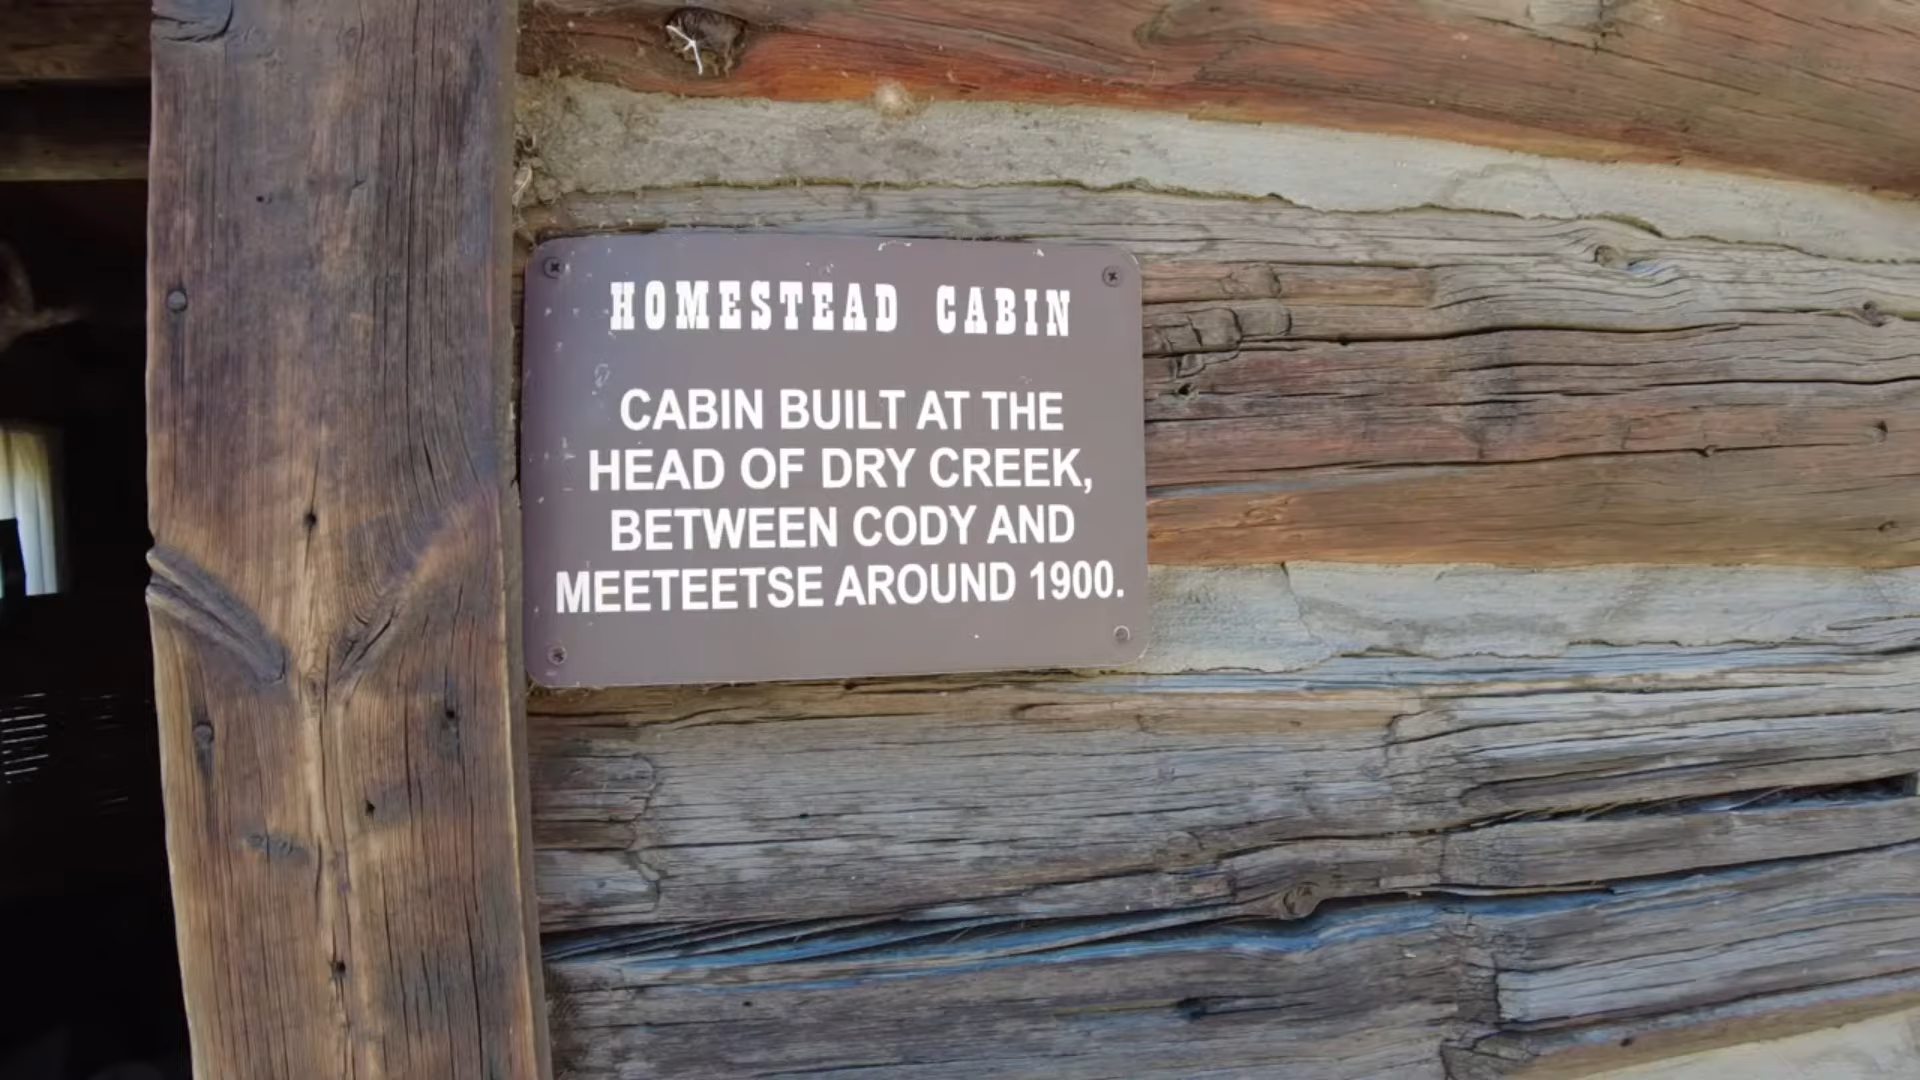 HOMESTEAD CABIN
CABIN BUILT AT THE
HEAD OF DRY CREEK,
BETWEEN CODY AND
MEETEETSE AROUND 1900.